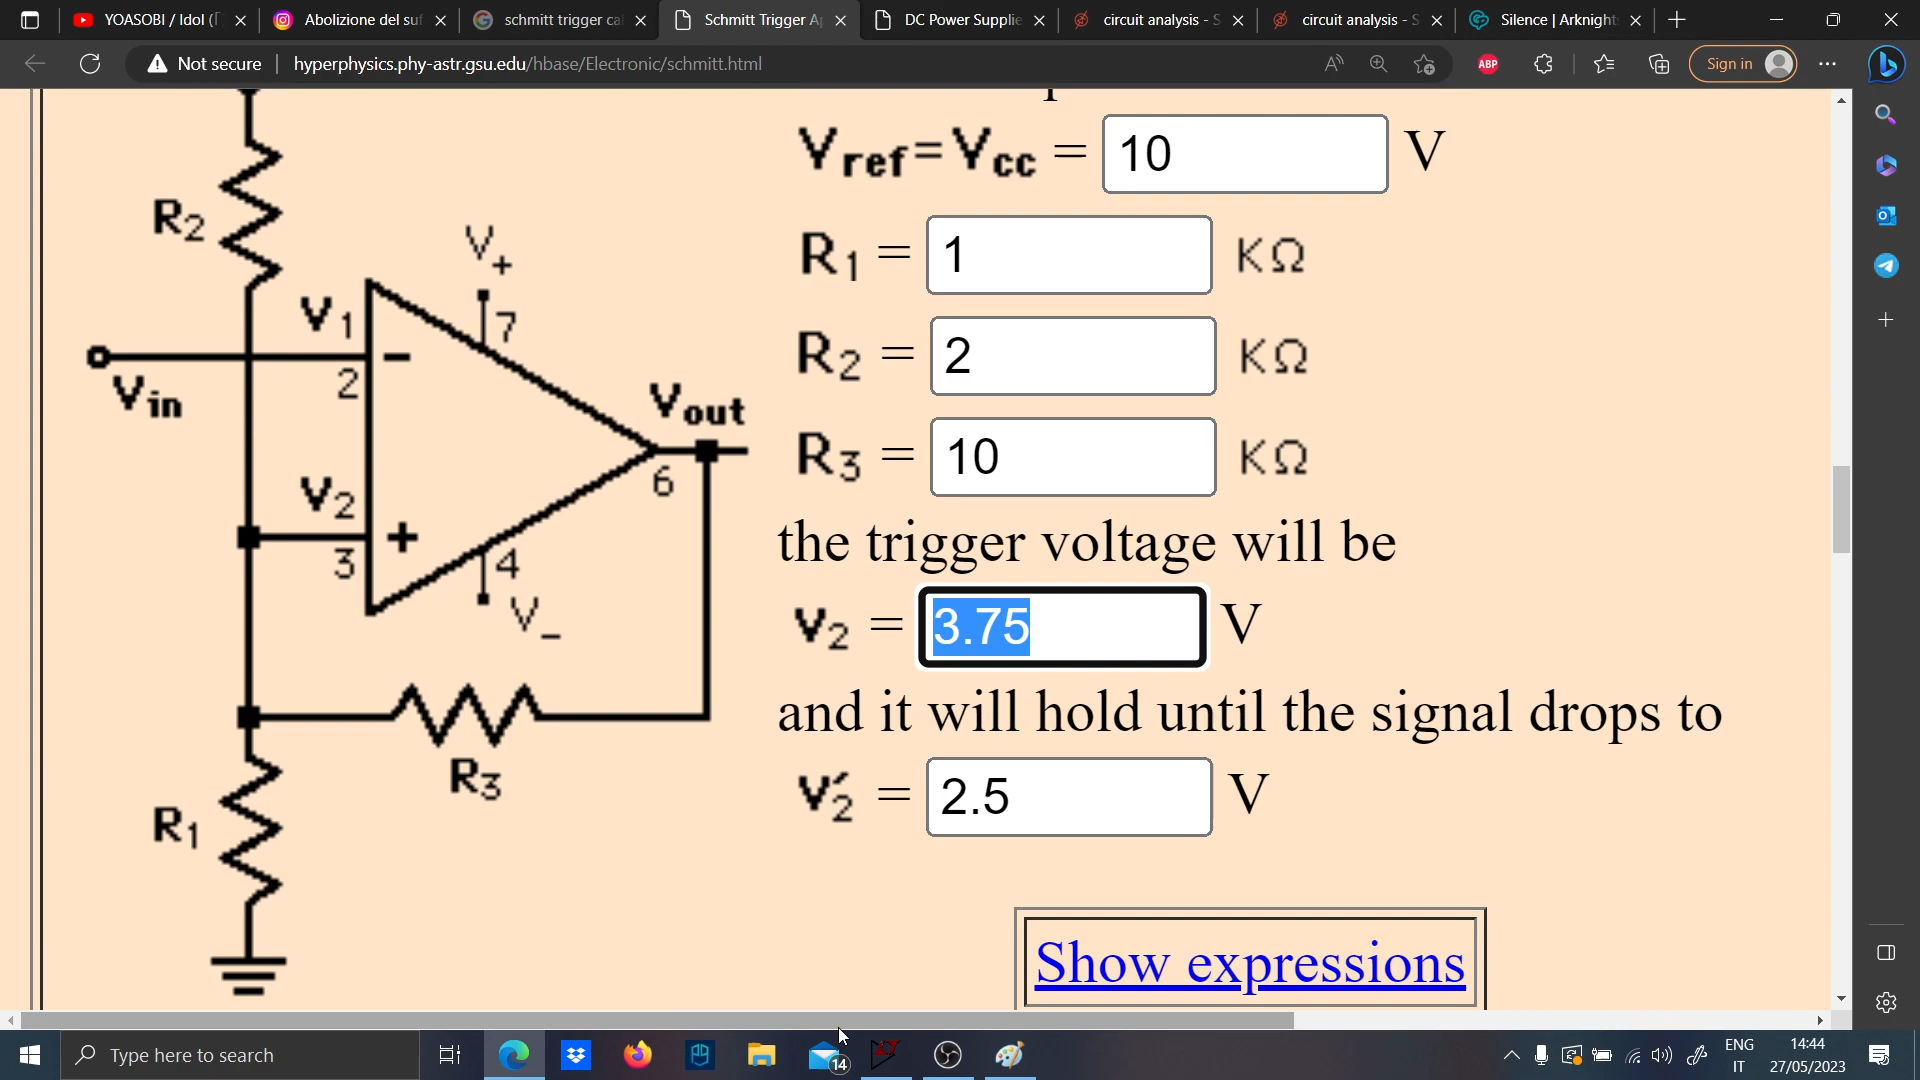 YOASOBI / Idol (
Abolizione del suf
schmitt trigger ca
Schmitt Trigger A
DC Power Supplie
circuit analysis - S
circuit analysis - S
Silence | Arknight
Not secure
hyperphysics.phy-astr.gsu.edu/hbase/Electronic/schmitt.html
ABP
Sign in
Vref=Vcc = 10 V
R1 = 1 KΩ
R2 = 2 KΩ
R3 = 10 KΩ
the trigger voltage will be
V2 = 3.75 V
and it will hold until the signal drops to
V´2 = 2.5 V
Show expressions
R2
V+
7
V1
−
2
Vin
Vout
6
V2
+
3
4
V−
R3
R1
Type here to search
14
ENG
IT
14:44
27/05/2023